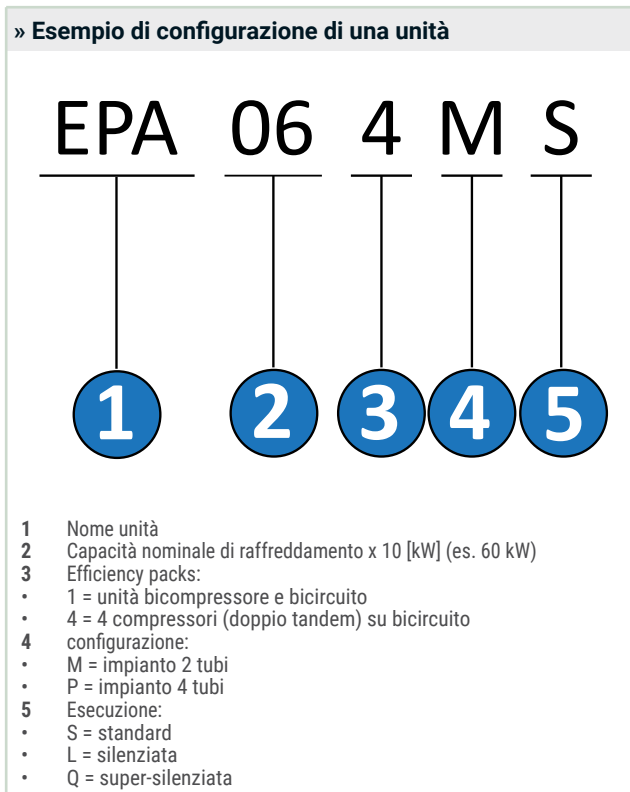 » Esempio di configurazione di una unità
EPA 06 4 M S
1 2 3 4 5
1 Nome unità
2 Capacità nominale di raffreddamento x 10 [kW] (es. 60 kW)
3 Efficiency packs:
• 1 = unità bicompressore e bicircuito
• 4 = 4 compressori (doppio tandem) su bicircuito
4 configurazione:
• M = impianto 2 tubi
• P = impianto 4 tubi
5 Esecuzione:
• S = standard
• L = silenziata
• Q = super-silenziata